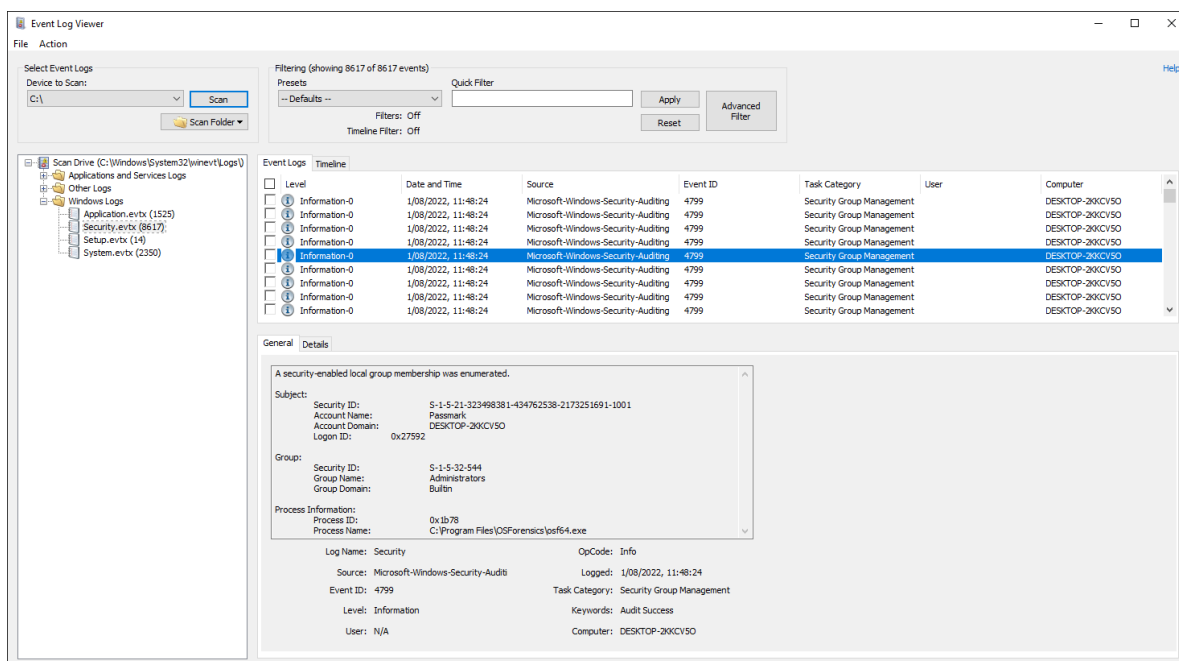 Event Log Viewer
File Action
Select Event Logs
Device to Scan:
C:\
Scan
Scan Folder
Filtering (showing 8617 of 8617 events)
Presets
Quick Filter
-- Defaults --
Apply
Advanced Filter
Filters: Off
Reset
Timeline Filter: Off
Help
Scan Drive (C:\Windows\System32\winevt\Logs\)
Applications and Services Logs
Other Logs
Windows Logs
Application.evtx (1525)
Security.evtx (8617)
Setup.evtx (14)
System.evtx (2350)
Event Logs Timeline
Level Date and Time Source Event ID Task Category User Computer
Information-0 1/08/2022, 11:48:24 Microsoft-Windows-Security-Auditing 4799 Security Group Management DESKTOP-2KKCV5O
Information-0 1/08/2022, 11:48:24 Microsoft-Windows-Security-Auditing 4799 Security Group Management DESKTOP-2KKCV5O
Information-0 1/08/2022, 11:48:24 Microsoft-Windows-Security-Auditing 4799 Security Group Management DESKTOP-2KKCV5O
Information-0 1/08/2022, 11:48:24 Microsoft-Windows-Security-Auditing 4799 Security Group Management DESKTOP-2KKCV5O
Information-0 1/08/2022, 11:48:24 Microsoft-Windows-Security-Auditing 4799 Security Group Management DESKTOP-2KKCV5O
Information-0 1/08/2022, 11:48:24 Microsoft-Windows-Security-Auditing 4799 Security Group Management DESKTOP-2KKCV5O
Information-0 1/08/2022, 11:48:24 Microsoft-Windows-Security-Auditing 4799 Security Group Management DESKTOP-2KKCV5O
Information-0 1/08/2022, 11:48:24 Microsoft-Windows-Security-Auditing 4799 Security Group Management DESKTOP-2KKCV5O
Information-0 1/08/2022, 11:48:24 Microsoft-Windows-Security-Auditing 4799 Security Group Management DESKTOP-2KKCV5O
General Details
A security-enabled local group membership was enumerated.
Subject:
Security ID: S-1-5-21-323498381-434762538-2173251691-1001
Account Name: Passmark
Account Domain: DESKTOP-2KKCV5O
Logon ID: 0x27592
Group:
Security ID: S-1-5-32-544
Group Name: Administrators
Group Domain: Builtin
Process Information:
Process ID: 0x1b78
Process Name: C:\Program Files\OSForensics\psf64.exe
Log Name: Security OpCode: Info
Source: Microsoft-Windows-Security-Auditi Logged: 1/08/2022, 11:48:24
Event ID: 4799 Task Category: Security Group Management
Level: Information Keywords: Audit Success
User: N/A Computer: DESKTOP-2KKCV5O